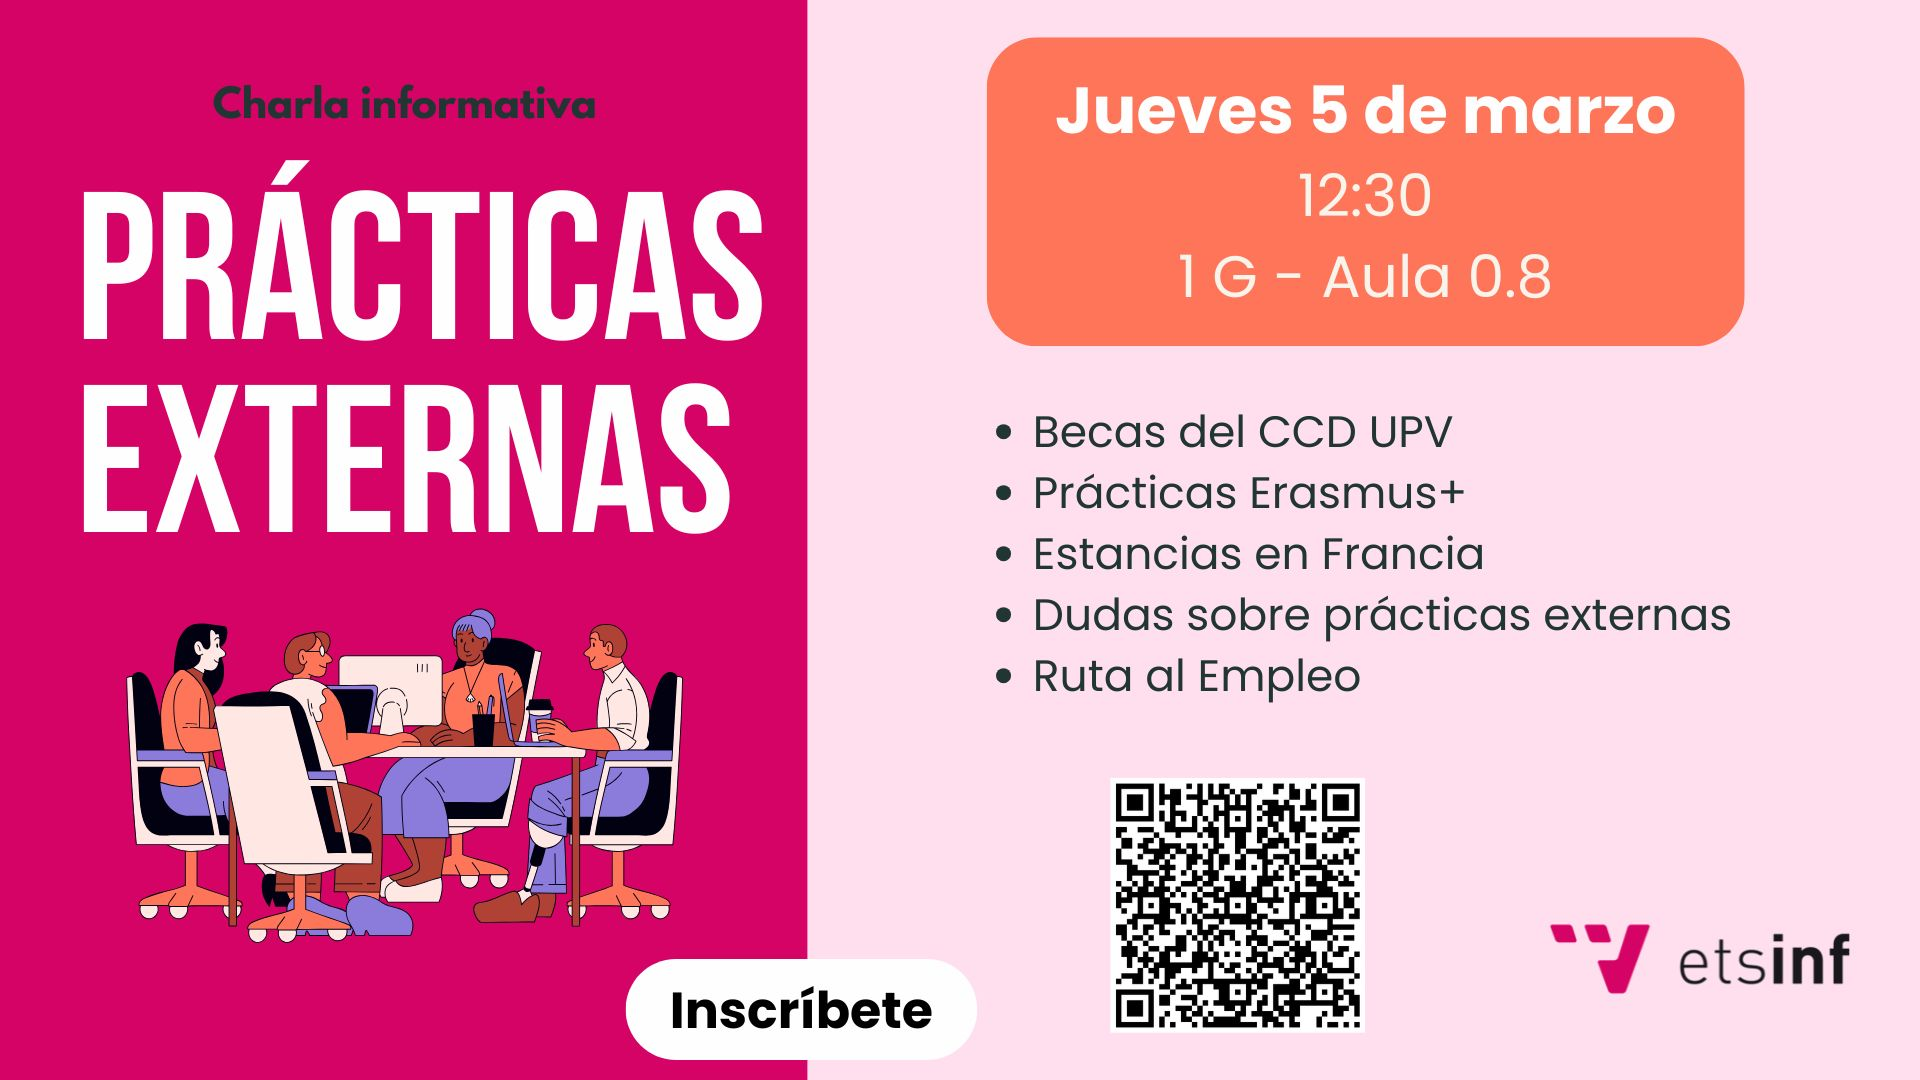 Charla informativa
PRÁCTICAS
EXTERNAS
Jueves 5 de marzo
12:30
1 G - Aula 0.8
• Becas del CCD UPV
• Prácticas Erasmus+
• Estancias en Francia
• Dudas sobre prácticas externas
• Ruta al Empleo
Inscríbete
etsinf